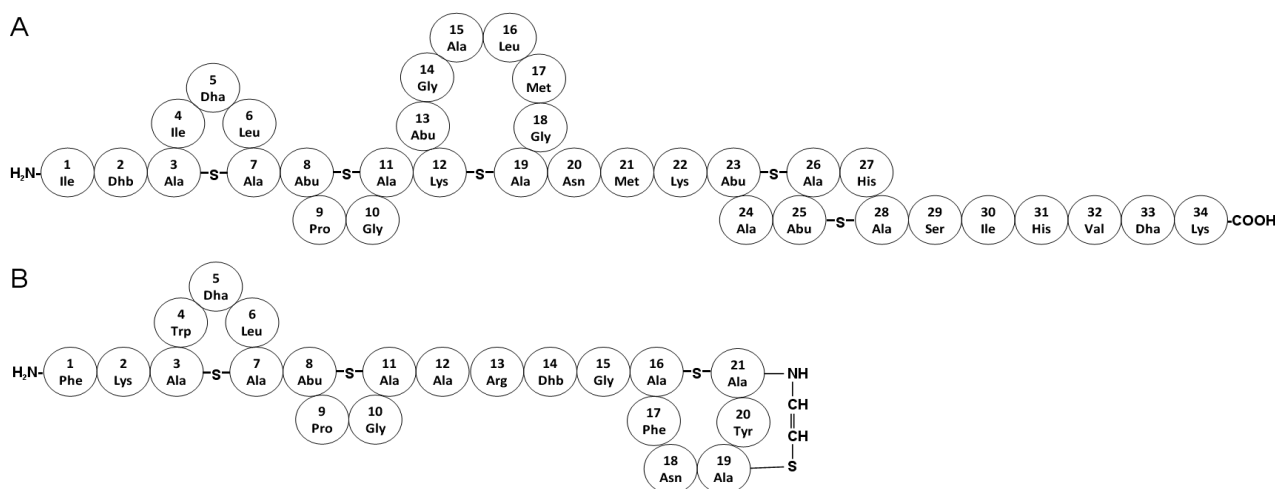 A
15 Ala
16 Leu
5 Dha
14 Gly
17 Met
4 Ile
6 Leu
13 Abu
18 Gly
H₂N- 1 Ile 2 Dhb 3 Ala -S- 7 Ala 8 Abu -S- 11 Ala 12 Lys -S- 19 Ala 20 Asn 21 Met 22 Lys 23 Abu -S- 26 Ala 27 His
9 Pro 10 Gly
24 Ala 25 Abu -S- 28 Ala 29 Ser 30 Ile 31 His 32 Val 33 Dha 34 Lys -COOH
B
5 Dha
4 Trp
6 Leu
H₂N- 1 Phe 2 Lys 3 Ala -S- 7 Ala 8 Abu -S- 11 Ala 12 Ala 13 Arg 14 Dhb 15 Gly 16 Ala -S- 21 Ala NH
CH
9 Pro 10 Gly
17 Phe
20 Tyr
CH
18 Asn 19 Ala
S